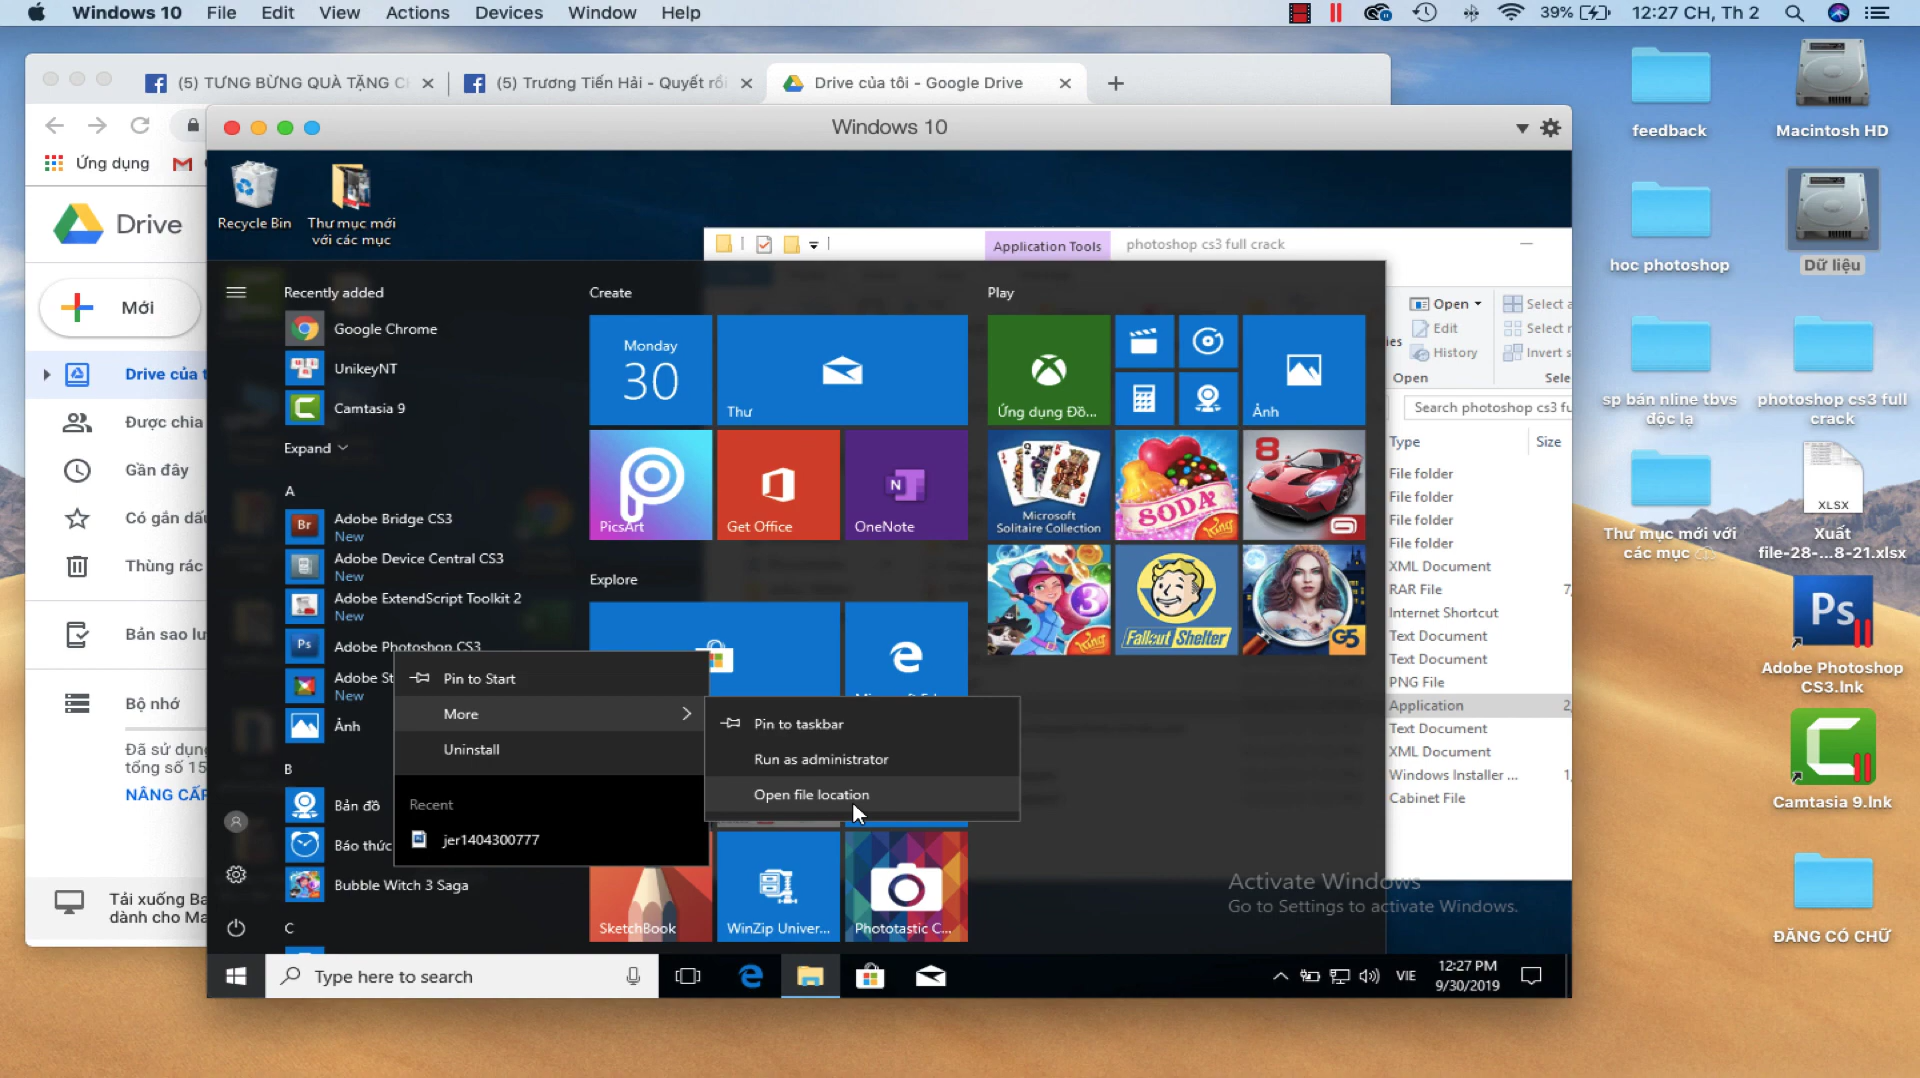 Windows 10 File Edit View Actions Devices Window Help
39% 12:27 CH, Th 2
(5) TƯNG BỪNG QUÀ TẶNG
(5) Trương Tiến Hải - Quyết rồi
Drive của tôi - Google Drive
Windows 10
Ứng dụng
Drive
Mới
Drive của
Được chia
Gần đây
Có gắn
Thùng rác
Bản sao
Bộ nhớ
Đã sử dụng
tổng số 15
NÂNG CẤP
Tải xuống
dành cho
Recycle Bin
Thư mục mới
với các mục
Application Tools
photoshop cs3 full crack
Recently added
Google Chrome
UnikeyNT
Camtasia 9
Expand
A
Adobe Bridge CS3
New
Adobe Device Central CS3
New
Adobe ExtendScript Toolkit 2
New
Adobe Photoshop CS3
Adobe St
New
Ảnh
B
Bản đồ
Báo thức
Bubble Witch 3 Saga
C
Pin to Start
More
Uninstall
Recent
jer1404300777
Pin to taskbar
Run as administrator
Open file location
Create
Monday
30
Thư
PicsArt
Get Office
OneNote
Explore
SketchBook
WinZip Univer...
Phototastic C...
Play
Ứng dụng Đồ...
Ảnh
Microsoft
Solitaire Collection
SODA
King
8
3
King
Fallout Shelter
G5
Open
Edit
History
Open
Select
Select
Invert
Search photoshop cs3
Type Size
File folder
File folder
File folder
File folder
XML Document
RAR File
Internet Shortcut
Text Document
Text Document
PNG File
Application
Text Document
XML Document
Windows Installer ...
Cabinet File
Activate Windows
Go to Settings to activate Windows.
Type here to search
VIE
12:27 PM
9/30/2019
feedback
Macintosh HD
hoc photoshop
Dữ liệu
sp bán nline tbvs
độc lạ
photoshop cs3 full
crack
Thư mục mới với
các mục
XLSX
Xuất
file-28-...8-21.xlsx
Ps
Adobe Photoshop
CS3.lnk
Camtasia 9.lnk
ĐĂNG CÓ CHỮ